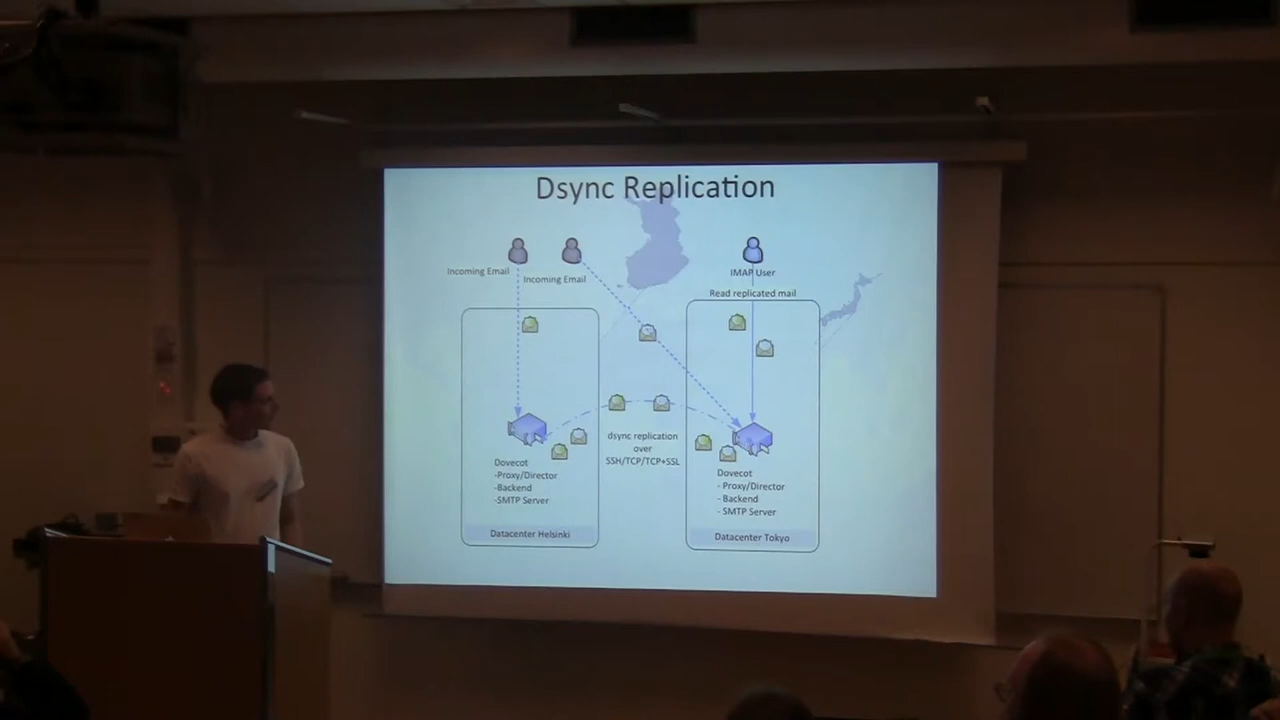 Dsync Replication
Incoming Email
Incoming Email
IMAP User
Read replicated mail
dsync replication
over
SSH/TCP/TCP+SSL
Dovecot
-Proxy/Director
-Backend
-SMTP Server
Datacenter Helsinki
Dovecot
- Proxy/Director
- Backend
- SMTP Server
Datacenter Tokyo